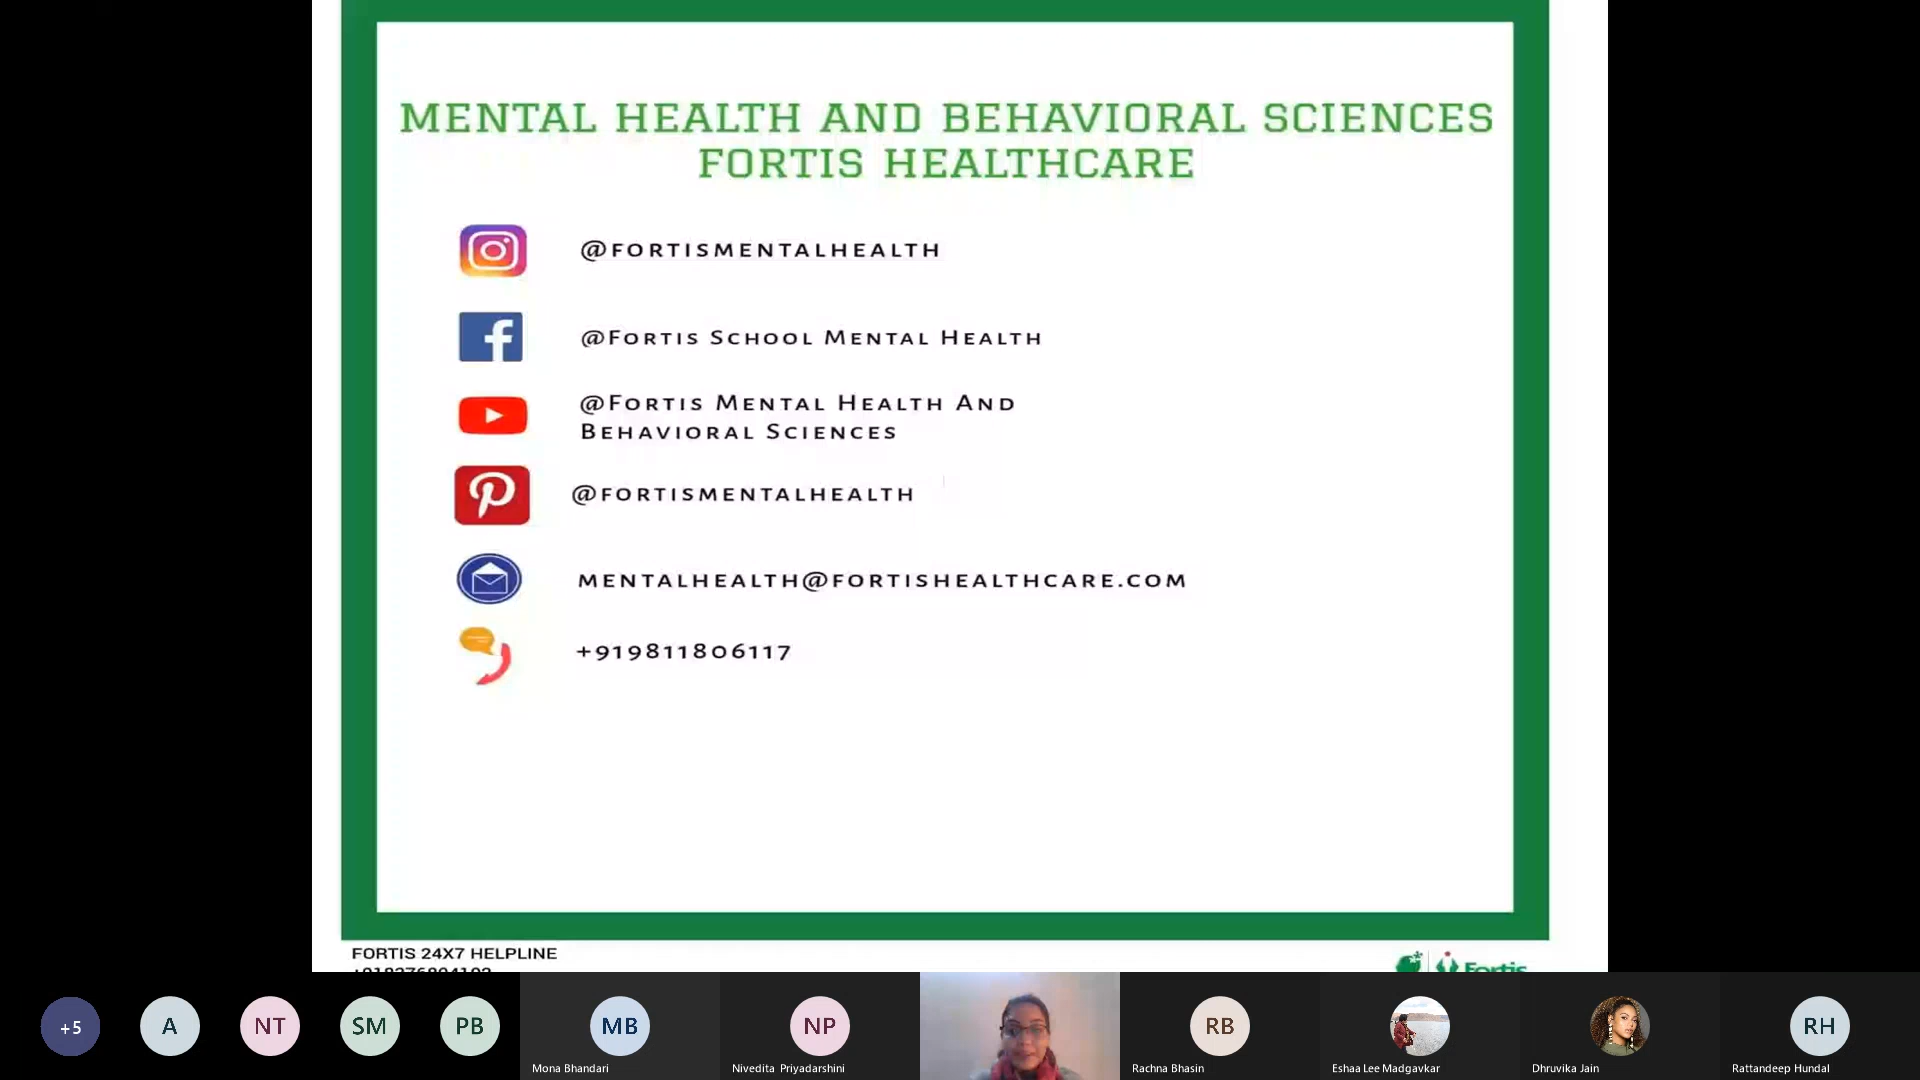 MENTAL HEALTH AND BEHAVIORAL SCIENCES
FORTIS HEALTHCARE
@FORTISMENTALHEALTH
@FORTIS SCHOOL MENTAL HEALTH
@FORTIS MENTAL HEALTH AND
BEHAVIORAL SCIENCES
@FORTISMENTALHEALTH
MENTALHEALTH@FORTISHEALTHCARE.COM
+919811806117
FORTIS 24X7 HELPLINE
Fortis
+5
A
NT
SM
PB
MB
NP
RB
RH
Mona Bhandari
Nivedita Priyadarshini
Rachna Bhasin
Eshaa Lee Madgavkar
Dhruvika Jain
Rattandeep Hundal